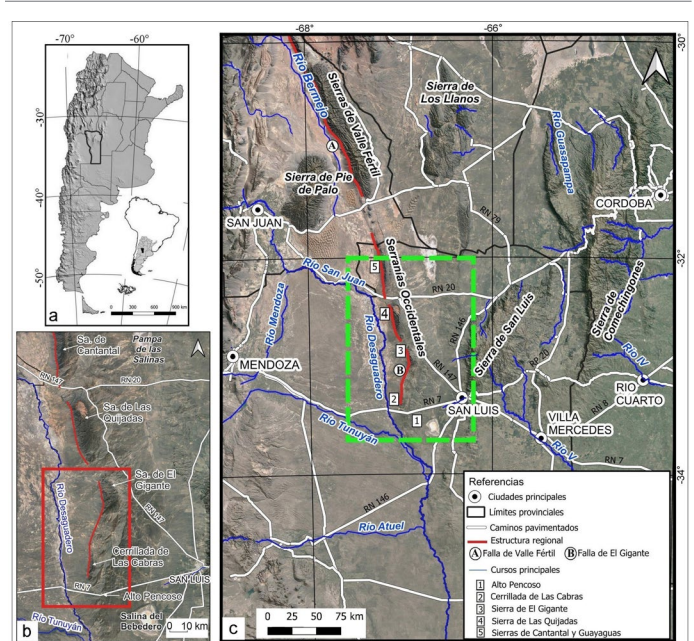 -70° -60°
-30°
-40°
-50°
0 300 600 900 km
a
Sa. de
Cantantal
Pampa
de las
Salinas
RN 147
RN 20
Sa. de Las
Quijadas
Sa. de El
Gigante
RN 147
Río Desaguadero
Cerrillada de
Las Cabras
SAN LUIS
RN 7
Alto Pencoso
Salina del
Bebedero
Río Tunuyán
0 10 km
b
-68° -66°
-30°
-32°
-34°
Río Bermejo
Sierras de Valle Fértil
A
Sierra de
Los Llanos
Río Guasapampa
Sierra de Pie
de Palo
CORDOBA
SAN JUAN
RN 79
Serranías Occidentales
5
Río San Juan
RN 20
Río Mendoza
4
RN 146
Sierra de San Luis
Sierra de
Comechingones
Río Desaguadero
3
B
RN 147
RP 20
Río IV
MENDOZA
2
RN 7
1
SAN LUIS
RIO
CUARTO
VILLA
MERCEDES
RN 8
Río Tunuyán
Río V
RN 7
RN 146
Río Atuel
0 25 50 75 km
c
Referencias
Ciudades principales
Límites provinciales
Caminos pavimentados
Estructura regional
A Falla de Valle Fértil B Falla de El Gigante
Cursos principales
1 Alto Pencoso
2 Cerrillada de Las Cabras
3 Sierra de El Gigante
4 Sierra de Las Quijadas
5 Sierras de Cantantal y Guayaguas